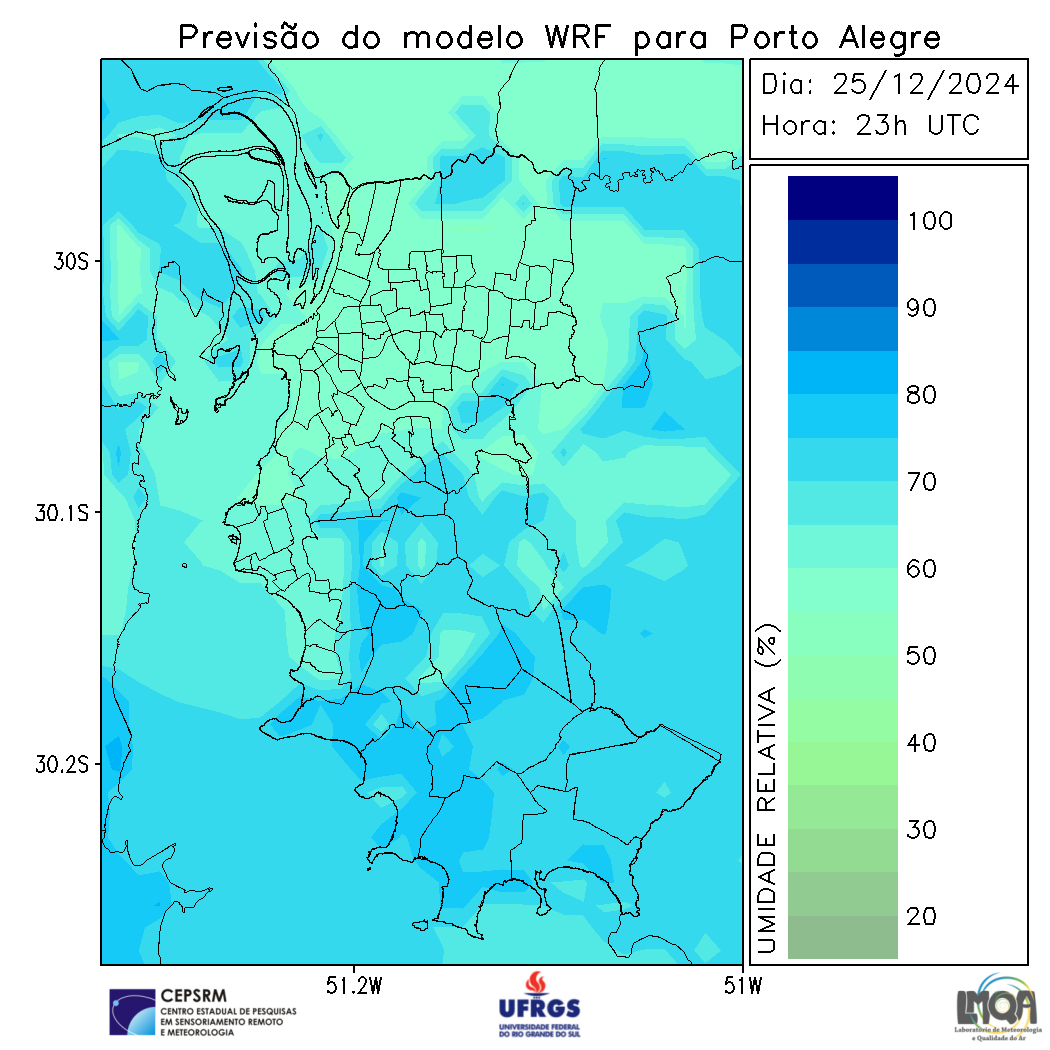 Previsão do modelo WRF para Porto Alegre
Dia: 25/12/2024
Hora: 23h UTC
30S
30.1S
30.2S
51.2W
51W
100
90
80
70
60
50
40
30
20
UMIDADE RELATIVA (%)
CEPSRM
CENTRO ESTADUAL DE PESQUISAS
EM SENSORIAMENTO REMOTO
E METEOROLOGIA
UFRGS
UNIVERSIDADE FEDERAL
DO RIO GRANDE DO SUL
LMQA
Laboratório de Meteorologia
e Qualidade do Ar